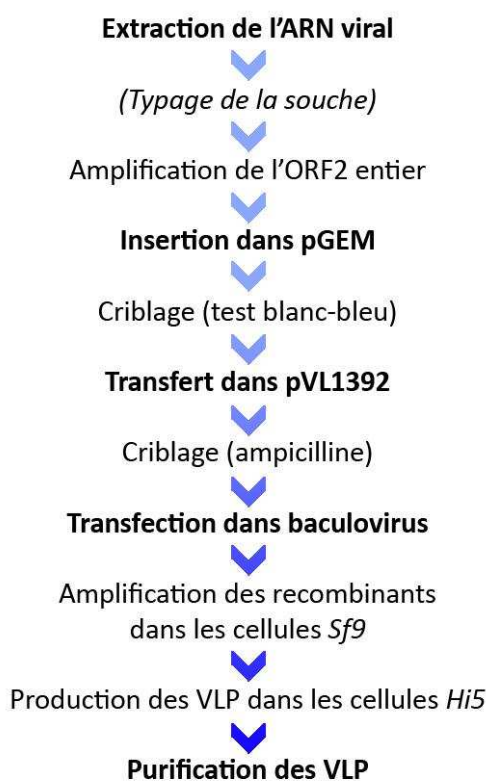 Extraction de l'ARN viral
(Typage de la souche)
Amplification de l'ORF2 entier
Insertion dans pGEM
Criblage (test blanc-bleu)
Transfert dans pVL1392
Criblage (ampicilline)
Transfection dans baculovirus
Amplification des recombinants
dans les cellules Sf9
Production des VLP dans les cellules Hi5
Purification des VLP